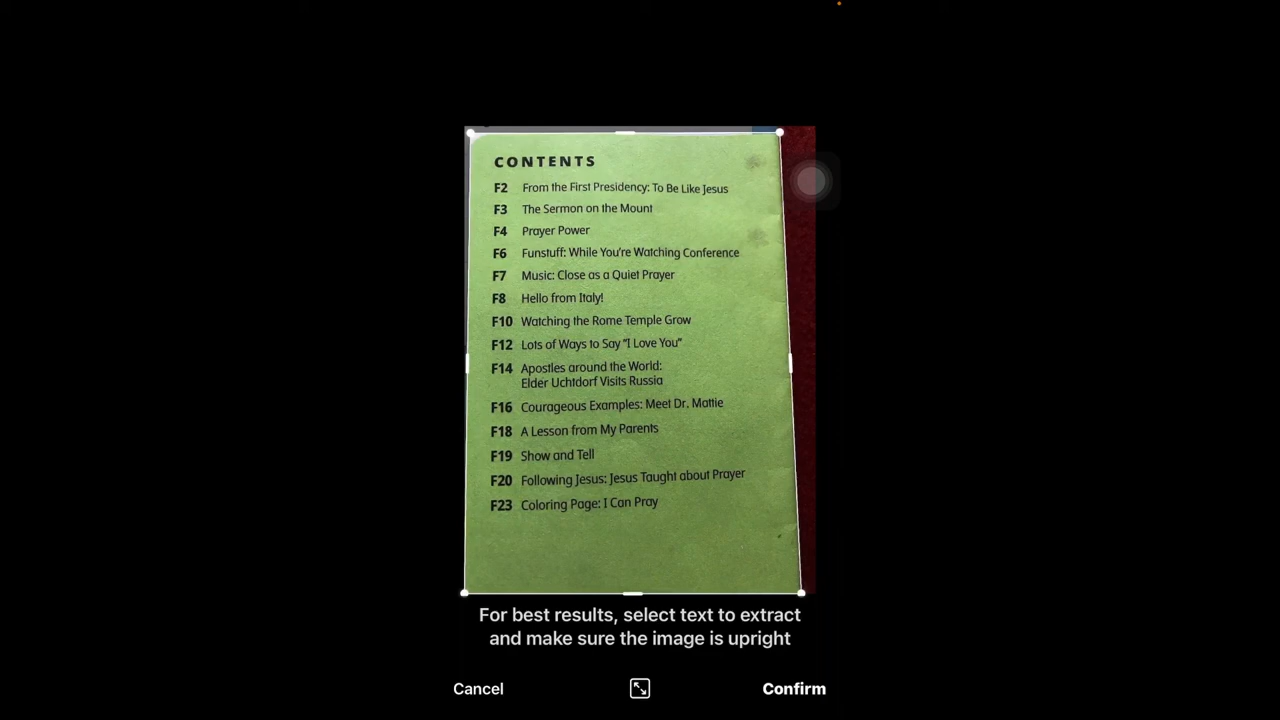 CONTENTS
F2 From the First Presidency: To Be Like Jesus
F3 The Sermon on the Mount
F4 Prayer Power
F6 Funstuff: While You're Watching Conference
F7 Music: Close as a Quiet Prayer
F8 Hello from Italy!
F10 Watching the Rome Temple Grow
F12 Lots of Ways to Say "I Love You"
F14 Apostles around the World:
Elder Uchtdorf Visits Russia
F16 Courageous Examples: Meet Dr. Mattie
F18 A Lesson from My Parents
F19 Show and Tell
F20 Following Jesus: Jesus Taught about Prayer
F23 Coloring Page: I Can Pray
For best results, select text to extract
and make sure the image is upright
Cancel Confirm